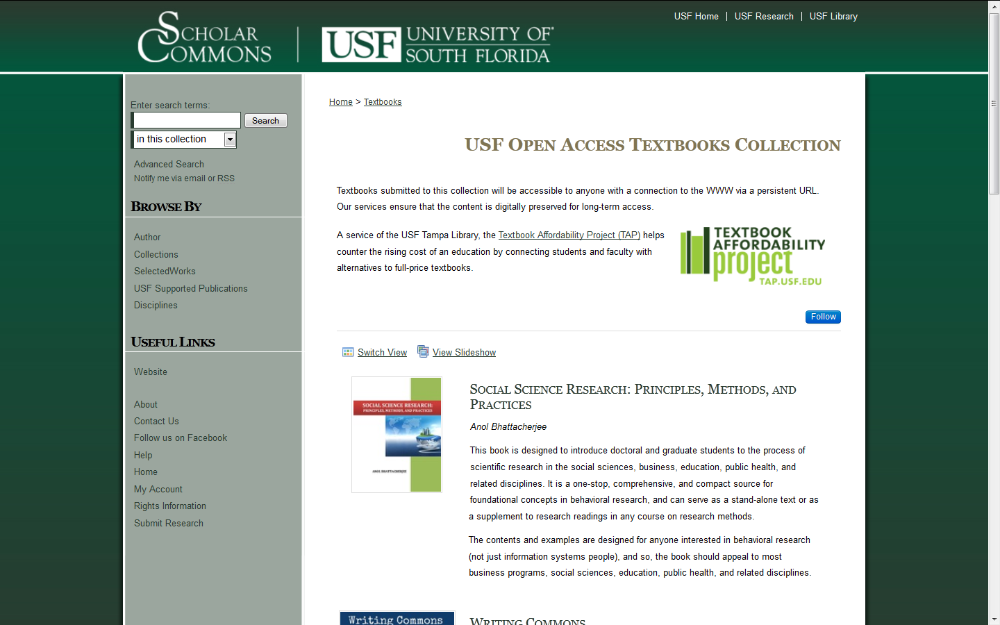 USF Home | USF Research | USF Library
SCHOLAR COMMONS
USF UNIVERSITY OF SOUTH FLORIDA
Enter search terms:
Search
in this collection
Advanced Search
Notify me via email or RSS
BROWSE BY
Author
Collections
SelectedWorks
USF Supported Publications
Disciplines
USEFUL LINKS
Website
About
Contact Us
Follow us on Facebook
Help
Home
My Account
Rights Information
Submit Research
Home > Textbooks
USF OPEN ACCESS TEXTBOOKS COLLECTION
Textbooks submitted to this collection will be accessible to anyone with a connection to the WWW via a persistent URL.
Our services ensure that the content is digitally preserved for long-term access.
A service of the USF Tampa Library, the Textbook Affordability Project (TAP) helps
counter the rising cost of an education by connecting students and faculty with
alternatives to full-price textbooks.
TEXTBOOK
AFFORDABILITY
project
TAP.USF.EDU
Follow
Switch View
View Slideshow
SOCIAL SCIENCE RESEARCH:
PRINCIPLES, METHODS, AND PRACTICES
ANOL BHATTACHERJEE
SOCIAL SCIENCE RESEARCH: PRINCIPLES, METHODS, AND
PRACTICES
Anol Bhattacherjee
This book is designed to introduce doctoral and graduate students to the process of
scientific research in the social sciences, business, education, public health, and
related disciplines. It is a one-stop, comprehensive, and compact source for
foundational concepts in behavioral research, and can serve as a stand-alone text or as
a supplement to research readings in any course on research methods.
The contents and examples are designed for anyone interested in behavioral research
(not just information systems people), and so, the book should appeal to most
business programs, social sciences, education, public health, and related disciplines.
Writing Commons
WRITING COMMONS